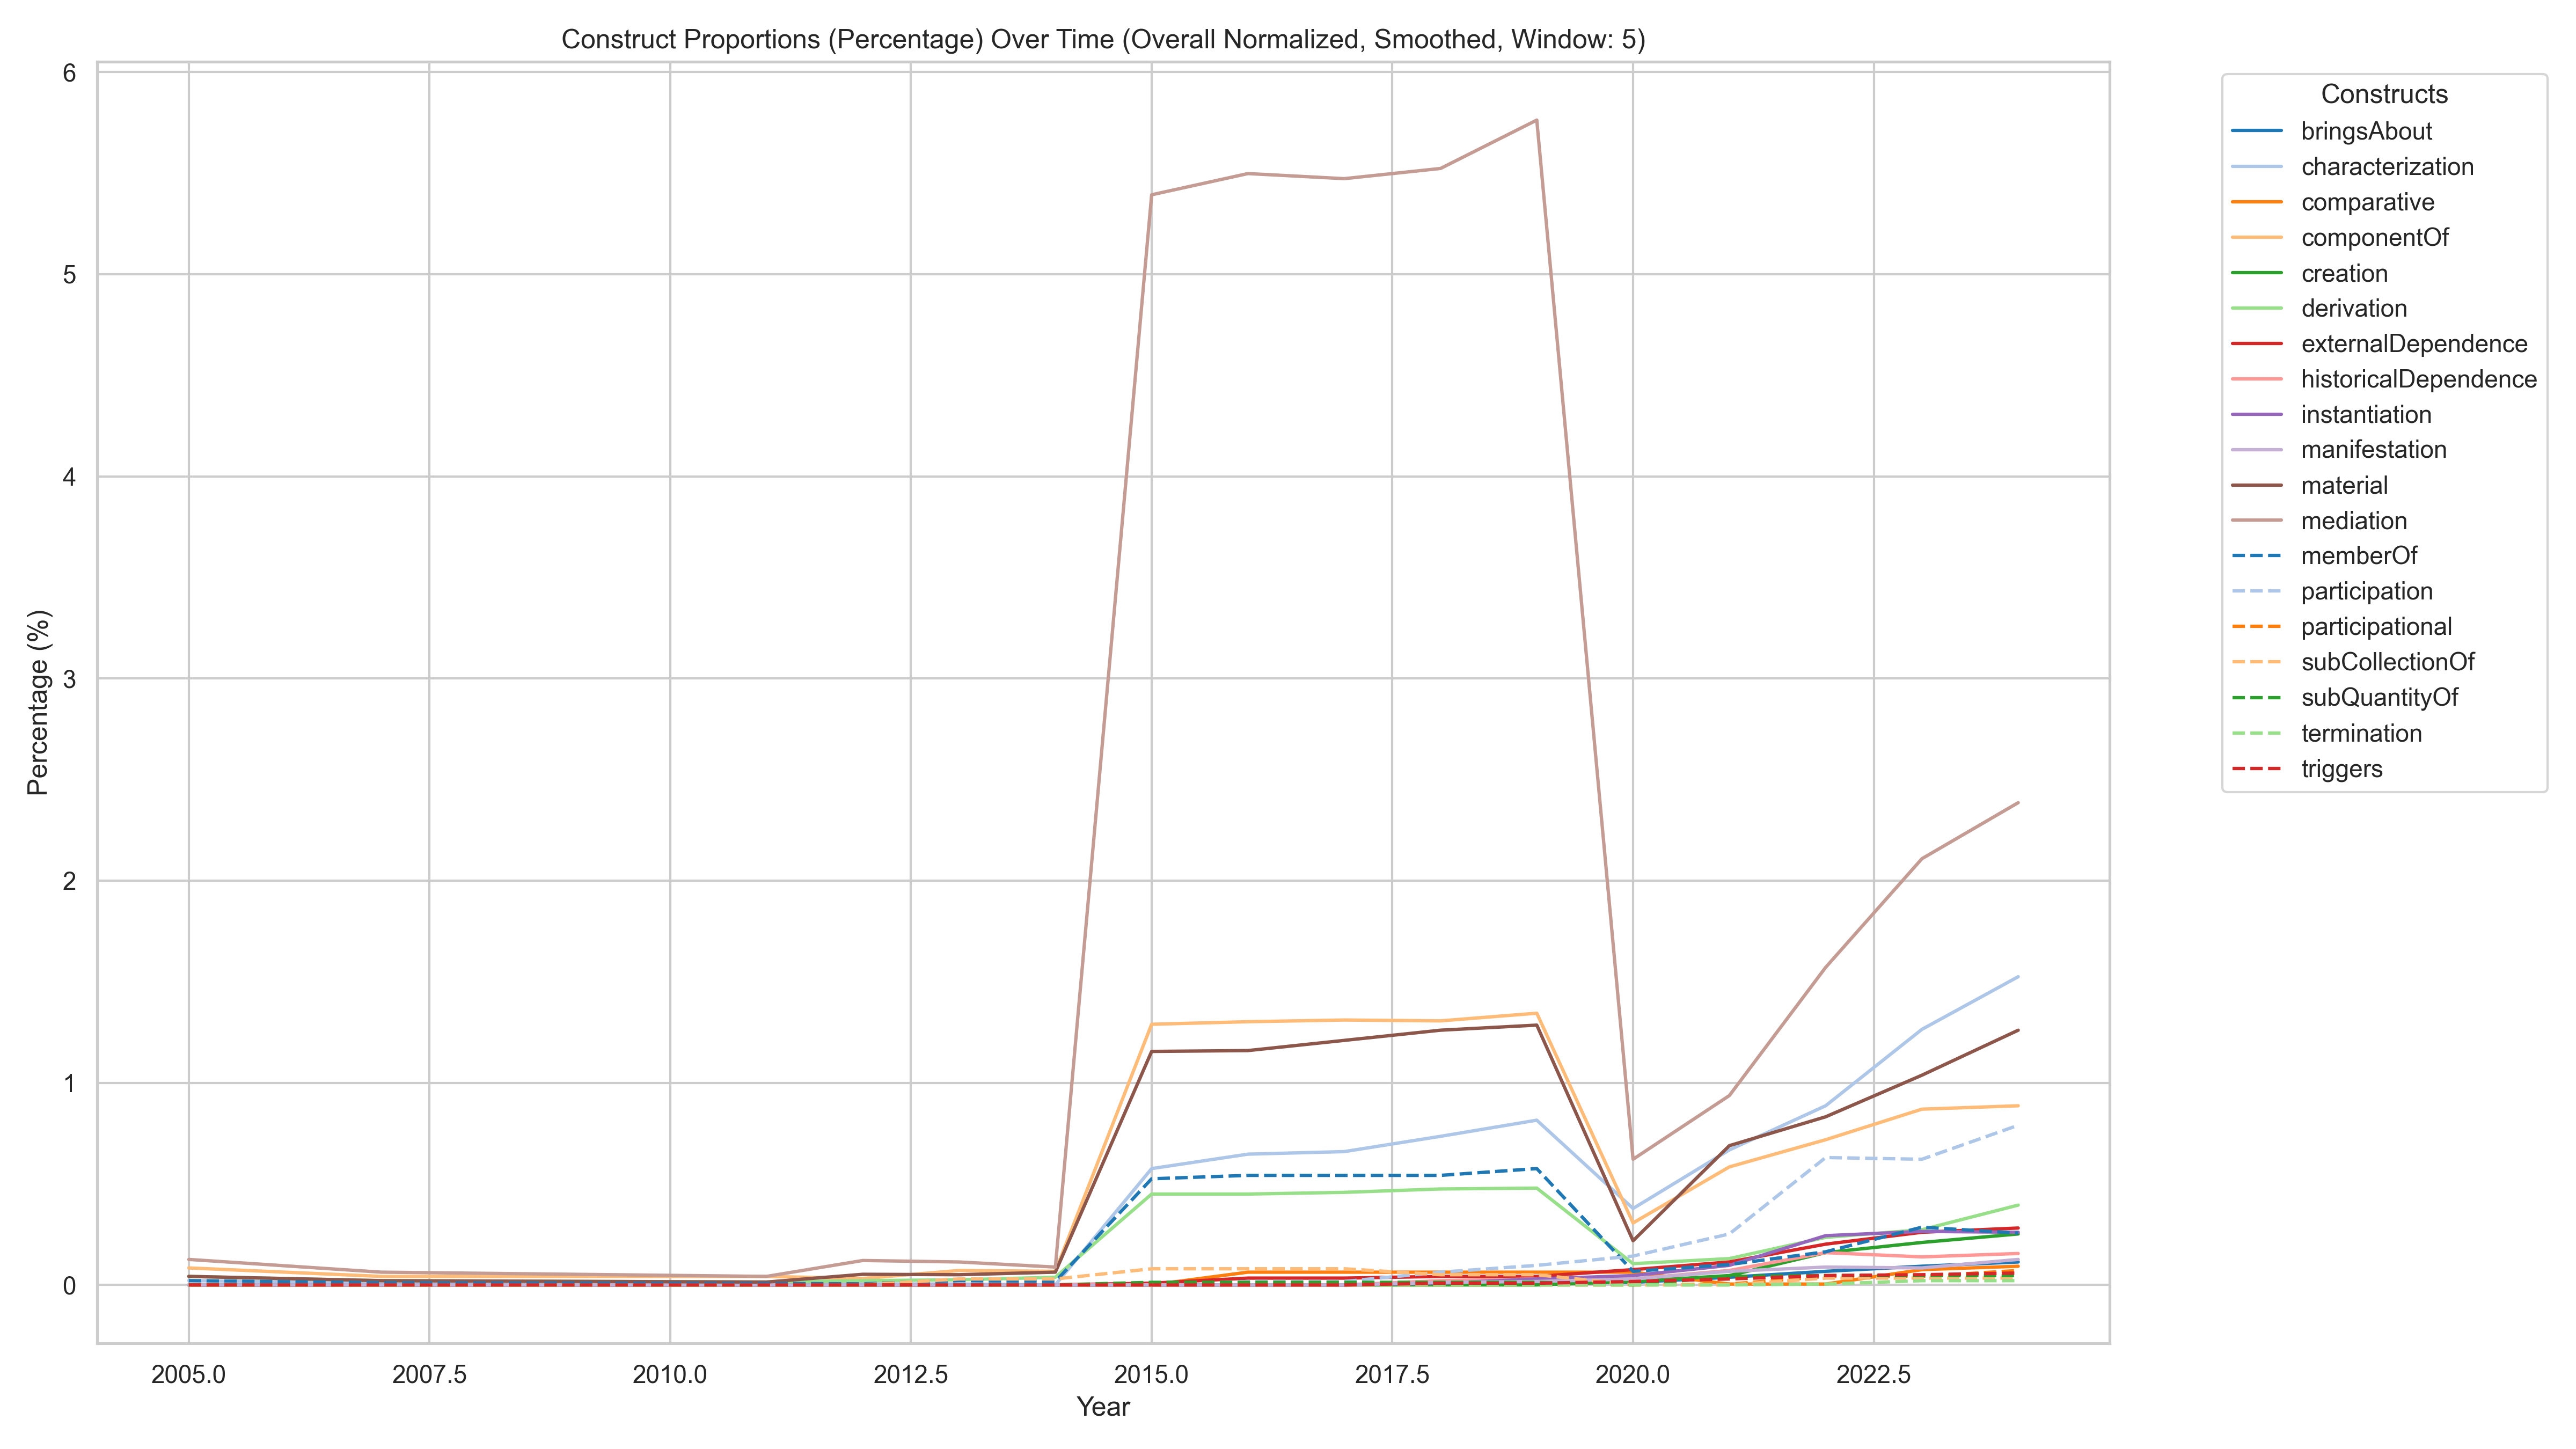 Construct Proportions (Percentage) Over Time (Overall Normalized, Smoothed, Window: 5)
6
5
4
3
2
1
0
Percentage (%)
2005.0 2007.5 2010.0 2012.5 2015.0 2017.5 2020.0 2022.5
Year
Constructs
bringsAbout
characterization
comparative
componentOf
creation
derivation
externalDependence
historicalDependence
instantiation
manifestation
material
mediation
memberOf
participation
participational
subCollectionOf
subQuantityOf
termination
triggers